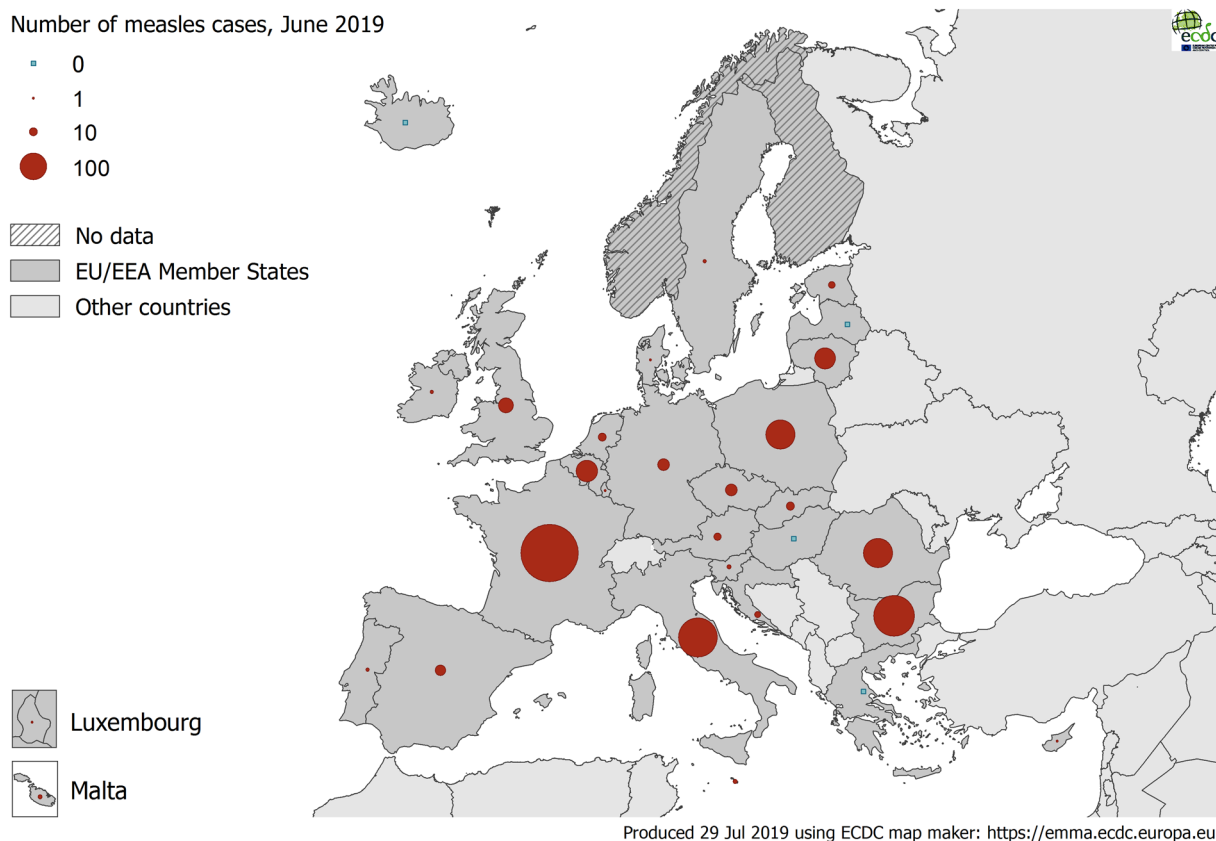 Number of measles cases, June 2019
0
1
10
100
No data
EU/EEA Member States
Other countries
ecdc
Luxembourg
Malta
Produced 29 Jul 2019 using ECDC map maker: https://emma.ecdc.europa.eu